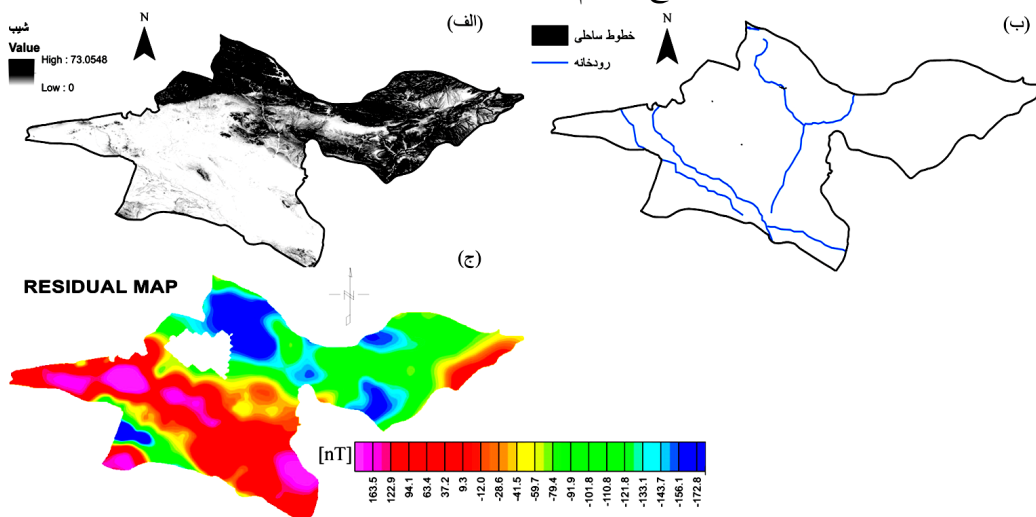 (الف)
شیب
Value
High : 73.0548
Low : 0
N
(ب)
N
خطوط ساحلی
رودخانه
(ج)
RESIDUAL MAP
N
[nT]
163.5 122.9 94.1 63.4 37.2 9.3 -12.0 -28.6 -41.5 -59.7 -79.4 -91.9 -101.8 -110.8 -121.8 -133.1 -143.7 -156.1 -172.8